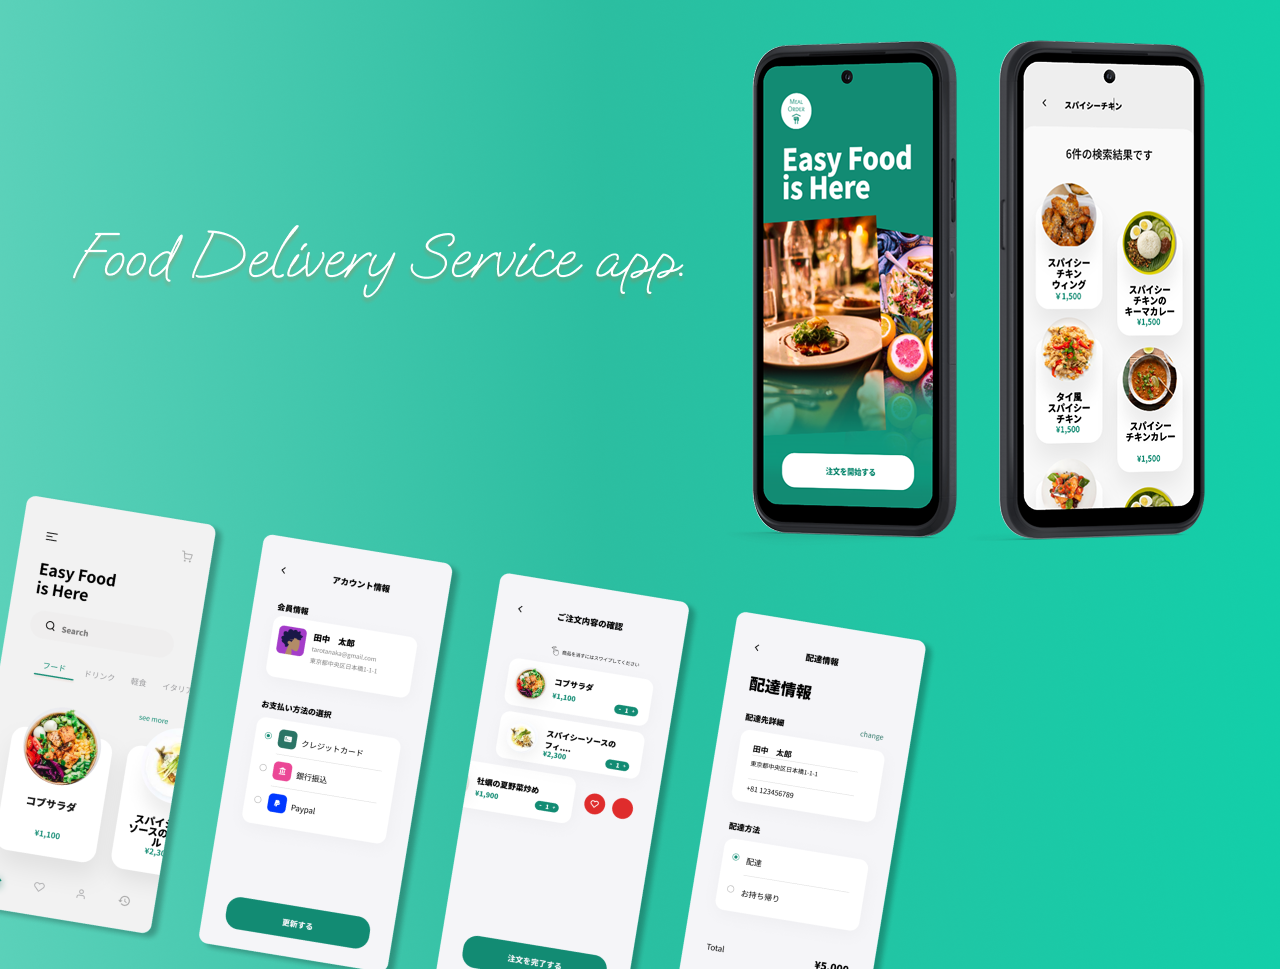 Food Delivery Service app.
MEAL
ORDER
Easy Food
is Here
注文を開始する
スパイシーチキン
6件の検索結果です
スパイシー
チキン
ウィング
¥1,500
スパイシー
チキンの
キーマカレー
¥1,500
タイ風
スパイシー
チキン
¥1,500
スパイシー
チキンカレー
¥1,500
Easy Food
is Here
Search
フード
ドリンク
軽食
イタリ
see more
コブサラダ
¥1,100
スパイシ
ソースの
ル
¥2,30
アカウント情報
会員情報
田中 太郎
tarotanaka@gmail.com
東京都中央区日本橋1-1-1
お支払い方法の選択
クレジットカード
銀行振込
Paypal
更新する
ご注文内容の確認
商品を消すにはスワイプしてください
コブサラダ
¥1,100
- 1 +
スパイシーソースの
フィ....
¥2,300
- 1 +
牡蠣の夏野菜炒め
¥1,900
- 1 +
注文を完了する
配達情報
配達情報
配達先詳細
change
田中 太郎
東京都中央区日本橋1-1-1
+81 123456789
配達方法
配達
お持ち帰り
Total
¥5,000